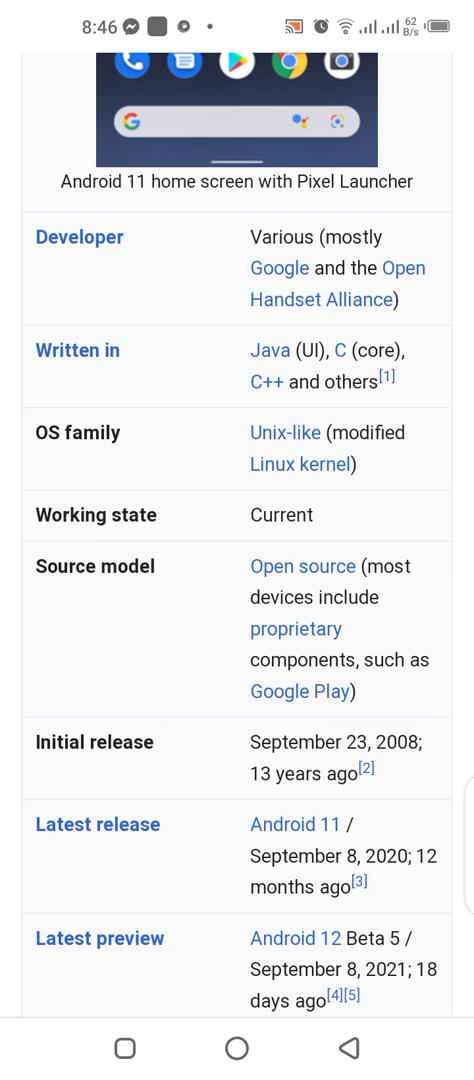 8:46
62
B/s
Android 11 home screen with Pixel Launcher
Developer
Various (mostly
Google and the Open
Handset Alliance)
Written in
Java (UI), C (core),
C++ and others[1]
OS family
Unix-like (modified
Linux kernel)
Working state
Current
Source model
Open source (most
devices include
proprietary
components, such as
Google Play)
Initial release
September 23, 2008;
13 years ago[2]
Latest release
Android 11 /
September 8, 2020; 12
months ago[3]
Latest preview
Android 12 Beta 5 /
September 8, 2021; 18
days ago[4][5]